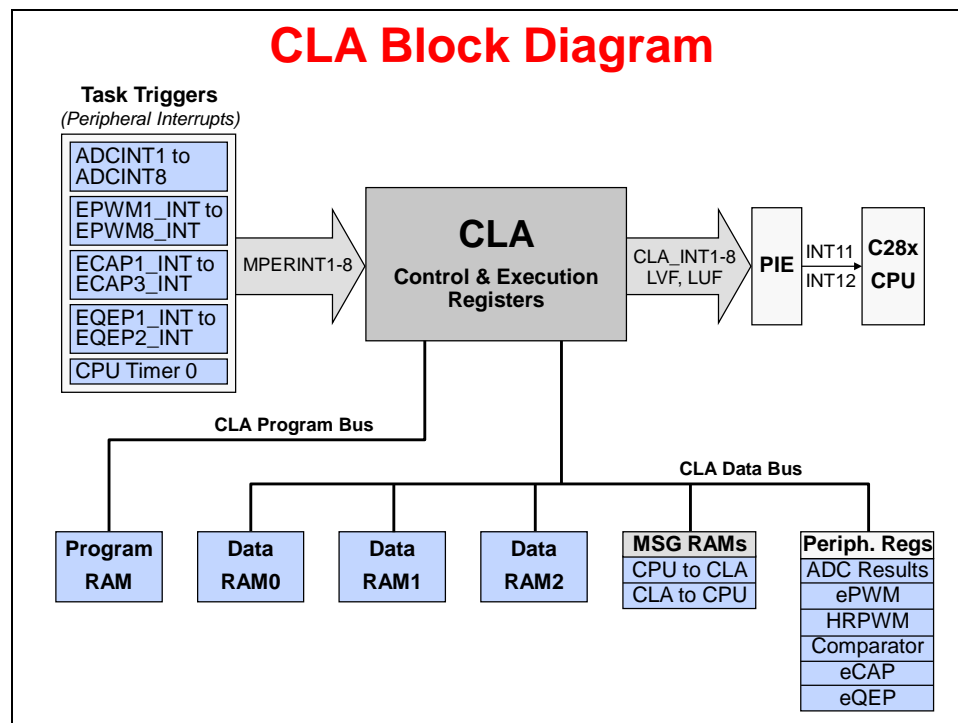 CLA Block Diagram
Task Triggers
(Peripheral Interrupts)
ADCINT1 to
ADCINT8
EPWM1_INT to
EPWM8_INT
ECAP1_INT to
ECAP3_INT
EQEP1_INT to
EQEP2_INT
CPU Timer 0
MPERINT1-8
CLA
Control & Execution
Registers
CLA_INT1-8
LVF, LUF
PIE
INT11
INT12
C28x
CPU
CLA Program Bus
CLA Data Bus
Program
RAM
Data
RAM0
Data
RAM1
Data
RAM2
MSG RAMs
CPU to CLA
CLA to CPU
Periph. Regs
ADC Results
ePWM
HRPWM
Comparator
eCAP
eQEP